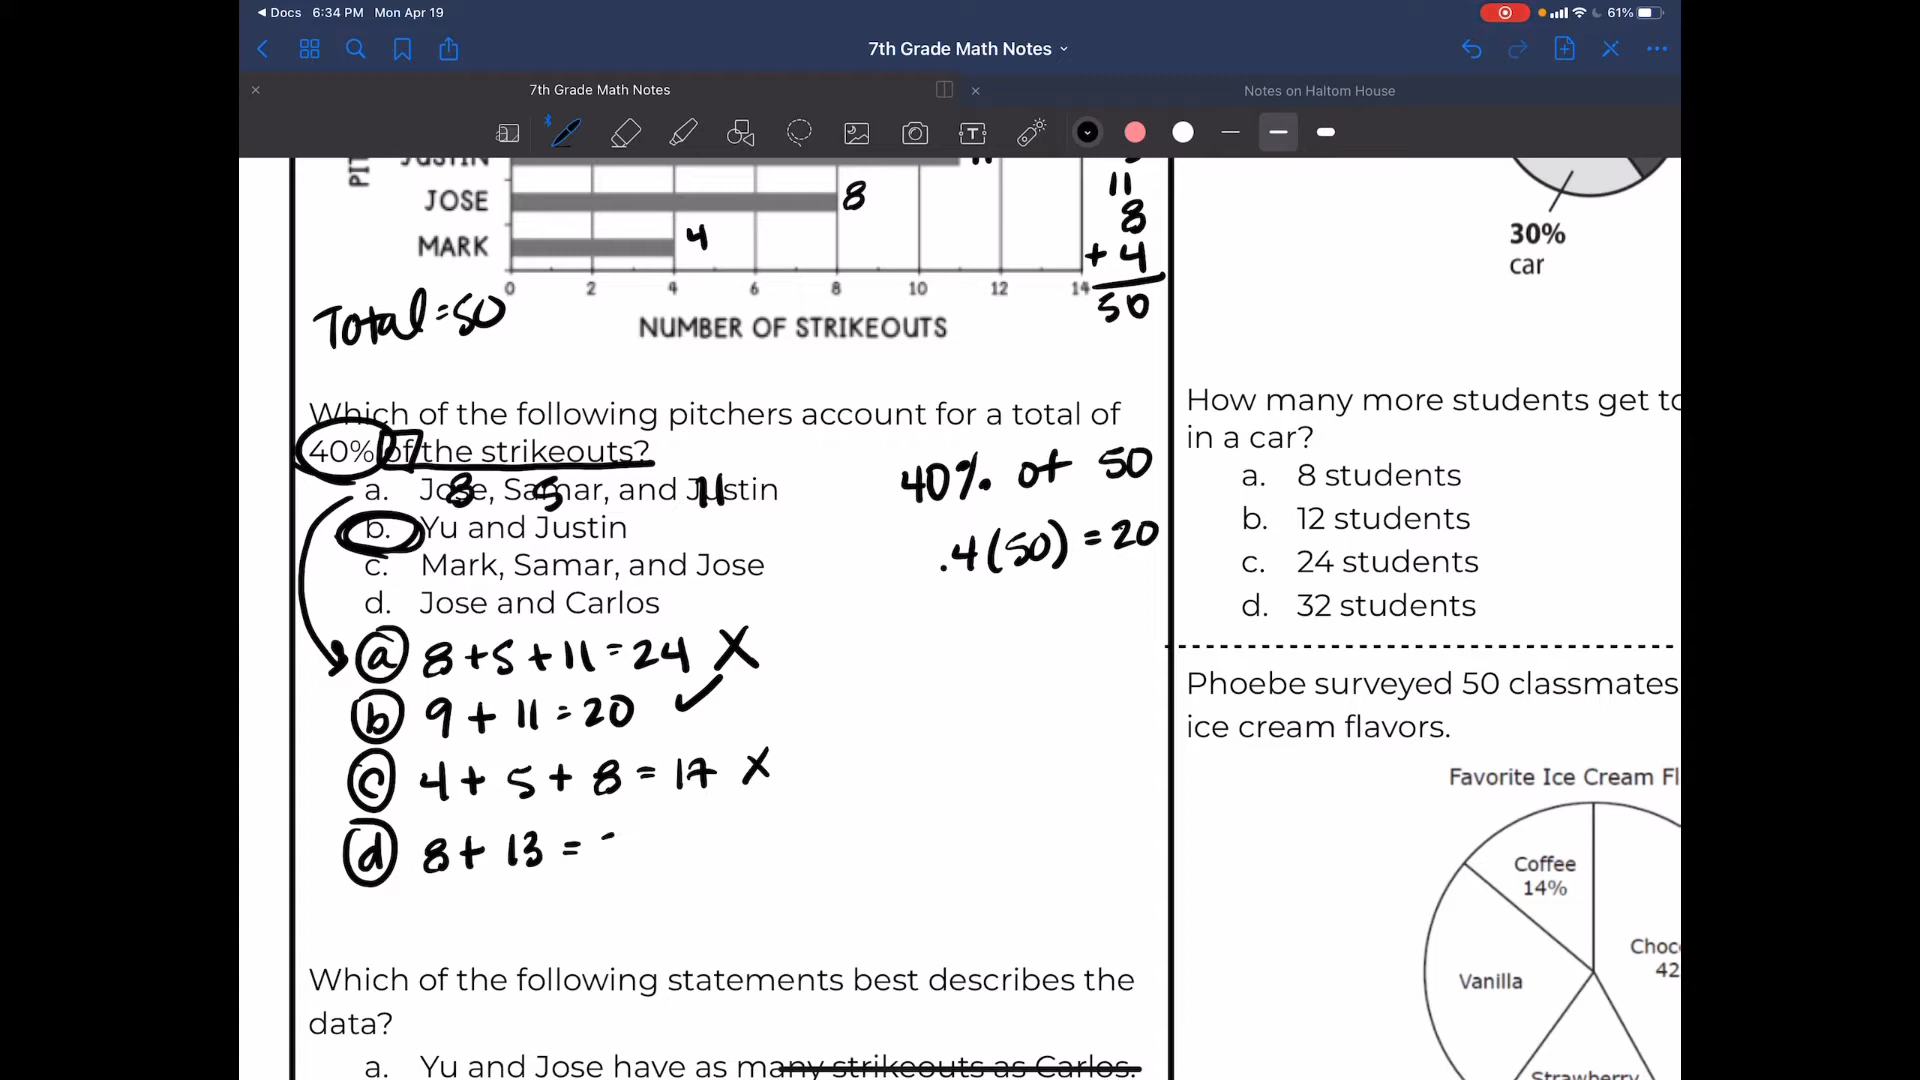 Docs 6:34 PM Mon Apr 19
61%
7th Grade Math Notes
7th Grade Math Notes
Notes on Haltom House
JUSTIN
JOSE 8
MARK 4
0 2 4 6 8 10 12 14
NUMBER OF STRIKEOUTS
11
8
+ 4
50
Total = 50
Which of the following pitchers account for a total of
40% of the strikeouts?
8 5 11
a. Jose, Samar, and Justin
b. Yu and Justin
c. Mark, Samar, and Jose
d. Jose and Carlos
40% of 50
.4(50) = 20
a 8 + 5 + 11 = 24 X
b 9 + 11 = 20 ✓
c 4 + 5 + 8 = 17 X
d 8 + 13 =
Which of the following statements best describes the
data?
a. Yu and Jose have as many strikeouts as Carlos.
30%
car
How many more students get to
in a car?
a. 8 students
b. 12 students
c. 24 students
d. 32 students
Phoebe surveyed 50 classmates
ice cream flavors.
Favorite Ice Cream Fl
Coffee
14%
Choc
42
Vanilla
Strawberry